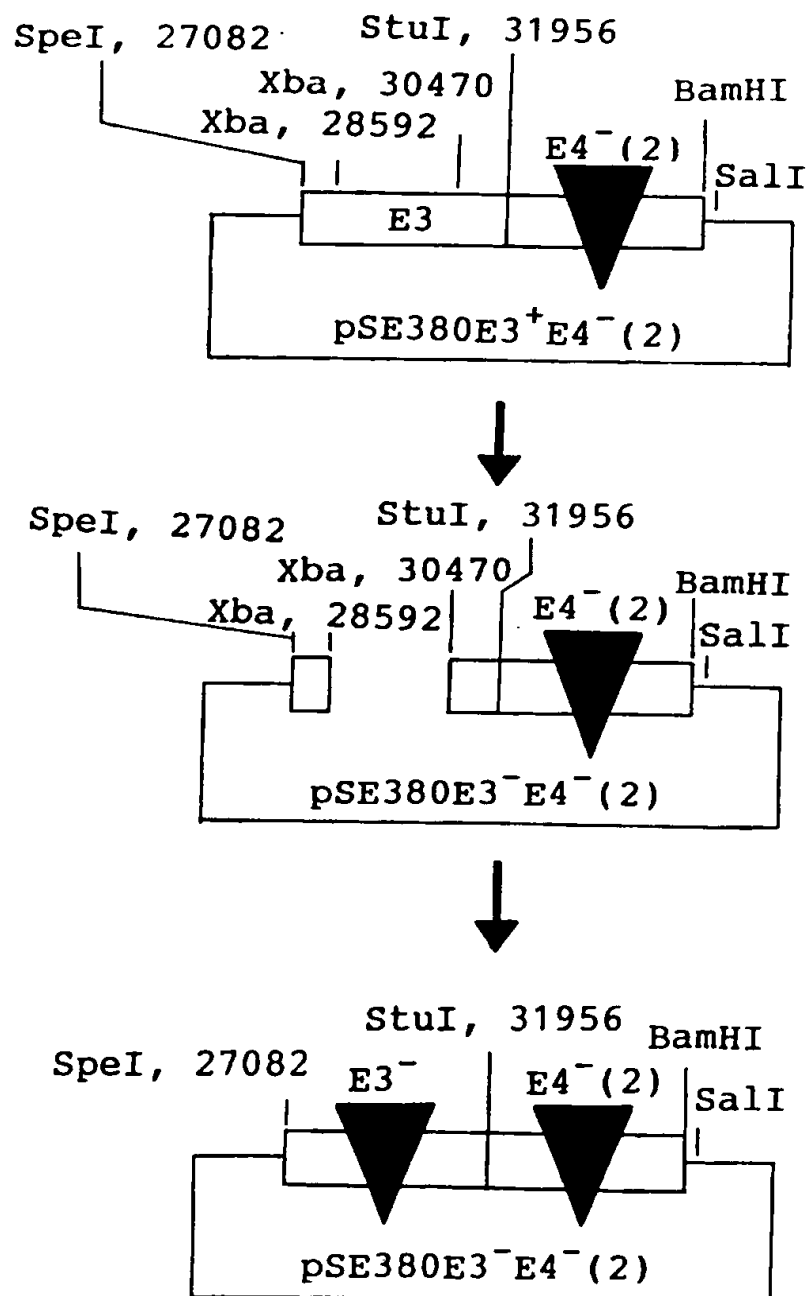 SpeI, 27082
StuI, 31956
Xba, 30470
Xba, 28592
BamHI
E4⁻(2)
SalI
E3
pSE380E3⁺E4⁻(2)
SpeI, 27082
StuI, 31956
Xba, 30470
Xba, 28592
E4⁻(2)
BamHI
SalI
pSE380E3⁻E4⁻(2)
StuI, 31956
BamHI
SpeI, 27082
E3⁻
E4⁻(2)
SalI
pSE380E3⁻E4⁻(2)